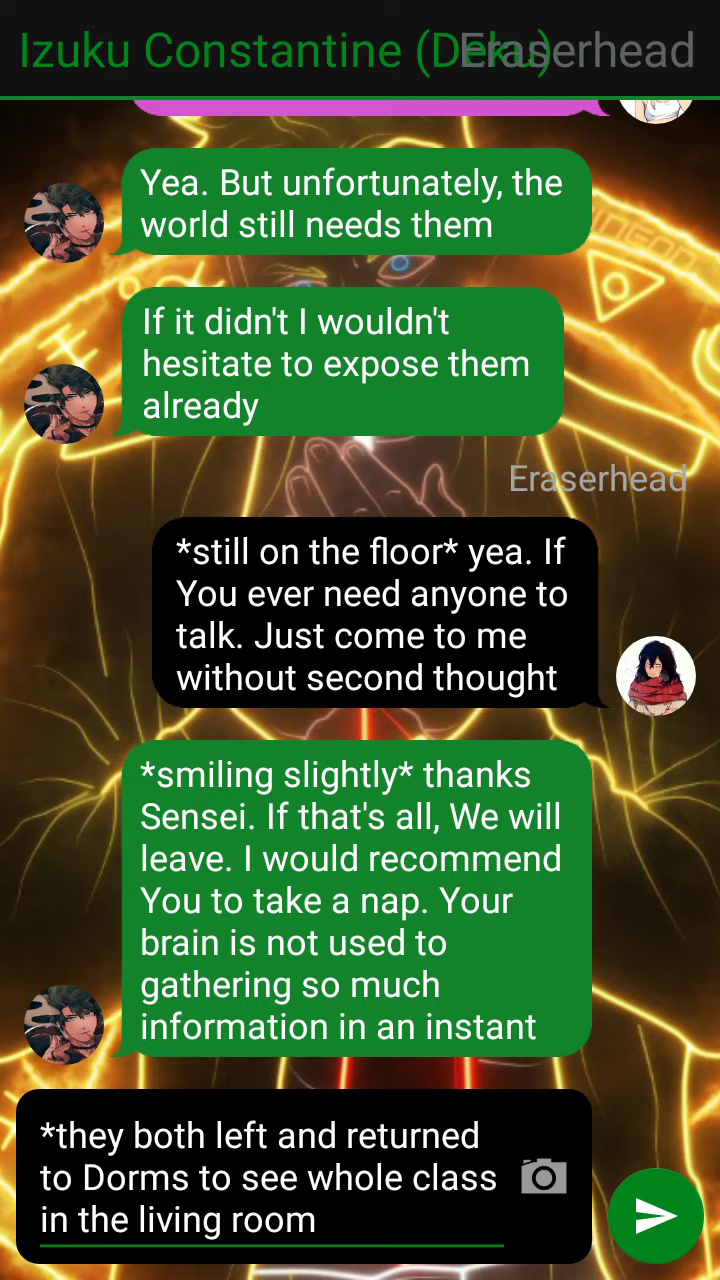 Izuku Constantine (Deku)
Eraserhead
Yea. But unfortunately, the
world still needs them
If it didn't I wouldn't
hesitate to expose them
already
Eraserhead
*still on the floor* yea. If
You ever need anyone to
talk. Just come to me
without second thought
*smiling slightly* thanks
Sensei. If that's all, We will
leave. I would recommend
You to take a nap. Your
brain is not used to
gathering so much
information in an instant
*they both left and returned
to Dorms to see whole class
in the living room